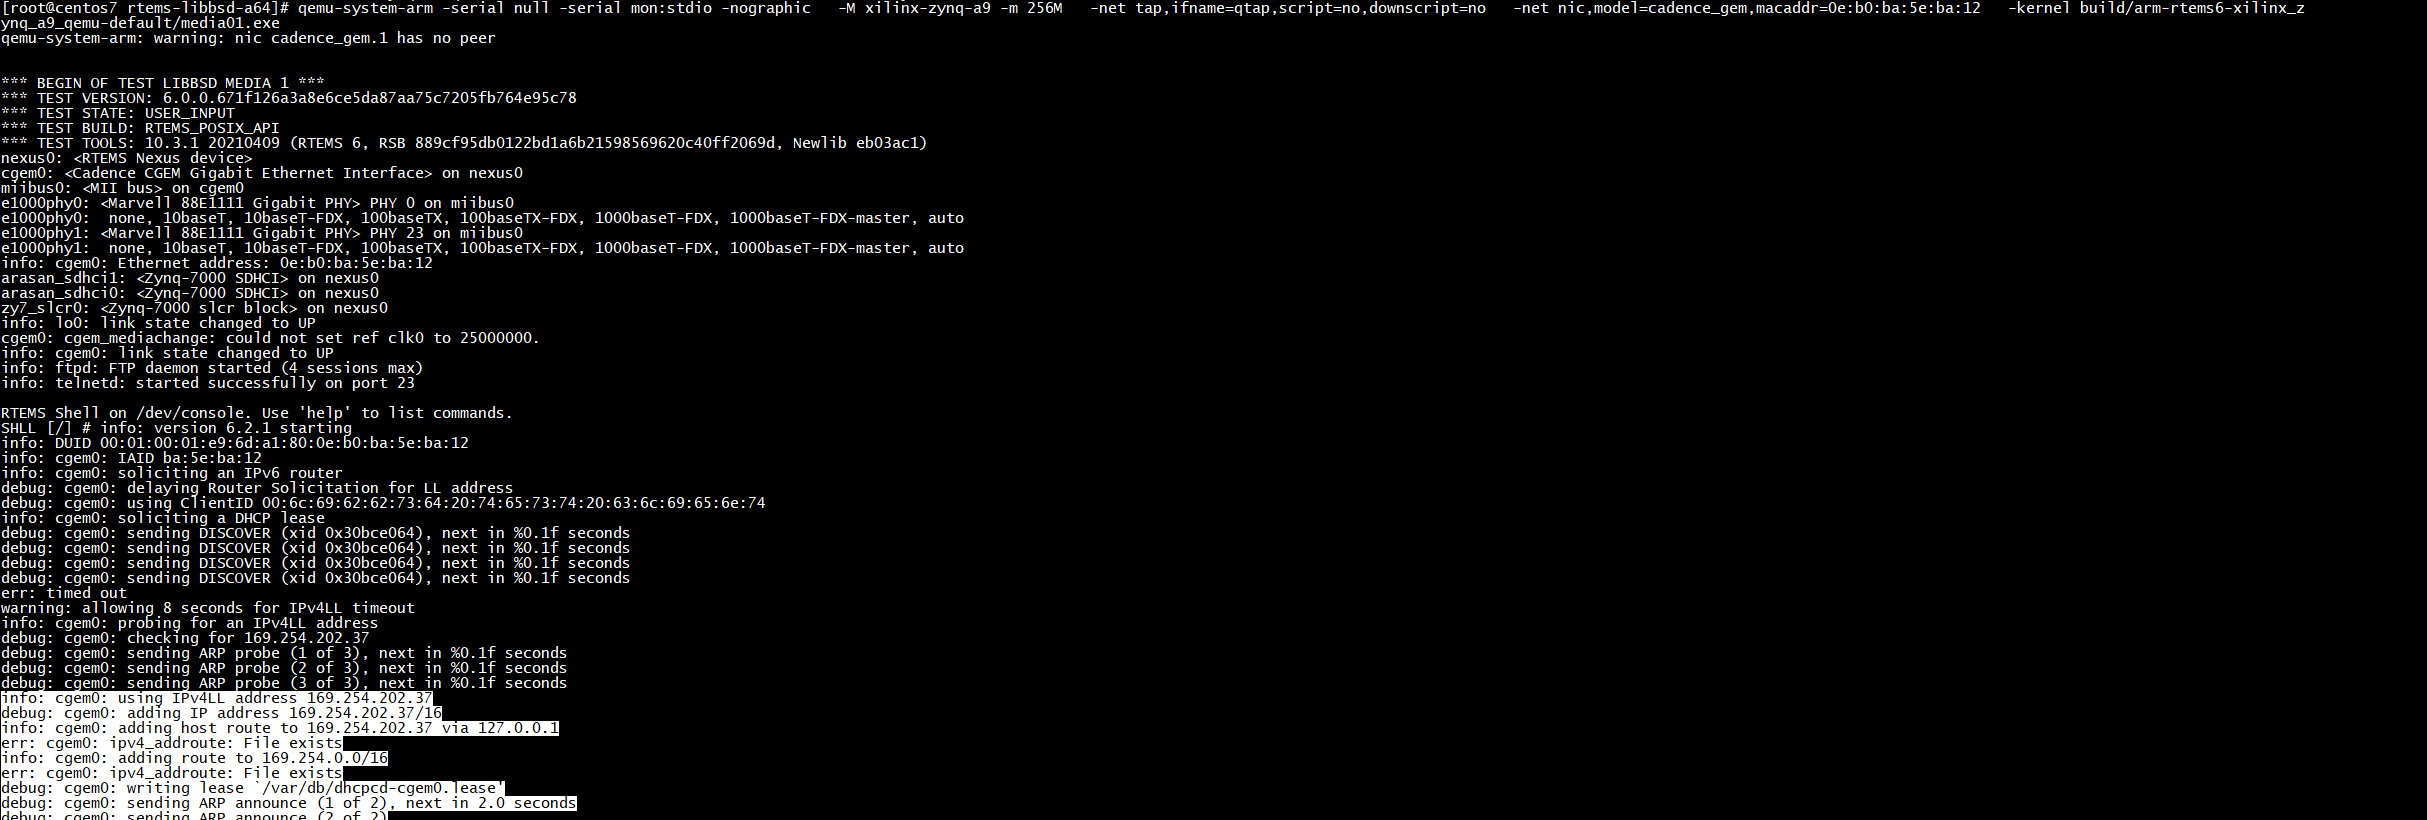 [root@centos7 rtems-libbsd-a64]# qemu-system-arm -serial null -serial mon:stdio -nographic   -M xilinx-zynq-a9 -m 256M   -net tap,ifname=qtap,script=no,downscript=no   -net nic,model=cadence_gem,macaddr=0e:b0:ba:5e:ba:12   -kernel build/arm-rtems6-xilinx_z
ynq_a9_qemu-default/media01.exe
qemu-system-arm: warning: nic cadence_gem.1 has no peer
*** BEGIN OF TEST LIBBSD MEDIA 1 ***
*** TEST VERSION: 6.0.0.671f126a3a8e6ce5da87aa75c7205fb764e95c78
*** TEST STATE: USER_INPUT
*** TEST BUILD: RTEMS_POSIX_API
*** TEST TOOLS: 10.3.1 20210409 (RTEMS 6, RSB 889cf95db0122bd1a6b21598569620c40ff2069d, Newlib eb03ac1)
nexus0: <RTEMS Nexus device>
cgem0: <Cadence CGEM Gigabit Ethernet Interface> on nexus0
miibus0: <MII bus> on cgem0
e1000phy0: <Marvell 88E1111 Gigabit PHY> PHY 0 on miibus0
e1000phy0:  none, 10baseT, 10baseT-FDX, 100baseTX, 100baseTX-FDX, 1000baseT-FDX, 1000baseT-FDX-master, auto
e1000phy1: <Marvell 88E1111 Gigabit PHY> PHY 23 on miibus0
e1000phy1:  none, 10baseT, 10baseT-FDX, 100baseTX, 100baseTX-FDX, 1000baseT-FDX, 1000baseT-FDX-master, auto
info: cgem0: Ethernet address: 0e:b0:ba:5e:ba:12
arasan_sdhci1: <Zynq-7000 SDHCI> on nexus0
arasan_sdhci0: <Zynq-7000 SDHCI> on nexus0
zy7_slcr0: <Zynq-7000 slcr block> on nexus0
info: lo0: link state changed to UP
cgem0: cgem_mediachange: could not set ref clk0 to 25000000.
info: cgem0: link state changed to UP
info: ftpd: FTP daemon started (4 sessions max)
info: telnetd: started successfully on port 23
RTEMS Shell on /dev/console. Use 'help' to list commands.
SHLL [/] # info: version 6.2.1 starting
info: DUID 00:01:00:01:e9:6d:a1:80:0e:b0:ba:5e:ba:12
info: cgem0: IAID ba:5e:ba:12
info: cgem0: soliciting an IPv6 router
debug: cgem0: delaying Router Solicitation for LL address
debug: cgem0: using ClientID 00:6c:69:62:62:73:64:20:74:65:73:74:20:63:6c:69:65:6e:74
info: cgem0: soliciting a DHCP lease
debug: cgem0: sending DISCOVER (xid 0x30bce064), next in %0.1f seconds
debug: cgem0: sending DISCOVER (xid 0x30bce064), next in %0.1f seconds
debug: cgem0: sending DISCOVER (xid 0x30bce064), next in %0.1f seconds
debug: cgem0: sending DISCOVER (xid 0x30bce064), next in %0.1f seconds
err: timed out
warning: allowing 8 seconds for IPv4LL timeout
info: cgem0: probing for an IPv4LL address
debug: cgem0: checking for 169.254.202.37
debug: cgem0: sending ARP probe (1 of 3), next in %0.1f seconds
debug: cgem0: sending ARP probe (2 of 3), next in %0.1f seconds
debug: cgem0: sending ARP probe (3 of 3), next in %0.1f seconds
info: cgem0: using IPv4LL address 169.254.202.37
debug: cgem0: adding IP address 169.254.202.37/16
info: cgem0: adding host route to 169.254.202.37 via 127.0.0.1
err: cgem0: ipv4_addroute: File exists
info: cgem0: adding route to 169.254.0.0/16
err: cgem0: ipv4_addroute: File exists
debug: cgem0: writing lease `/var/db/dhcpcd-cgem0.lease'
debug: cgem0: sending ARP announce (1 of 2), next in 2.0 seconds
debug: cgem0: sending ARP announce (2 of 2)